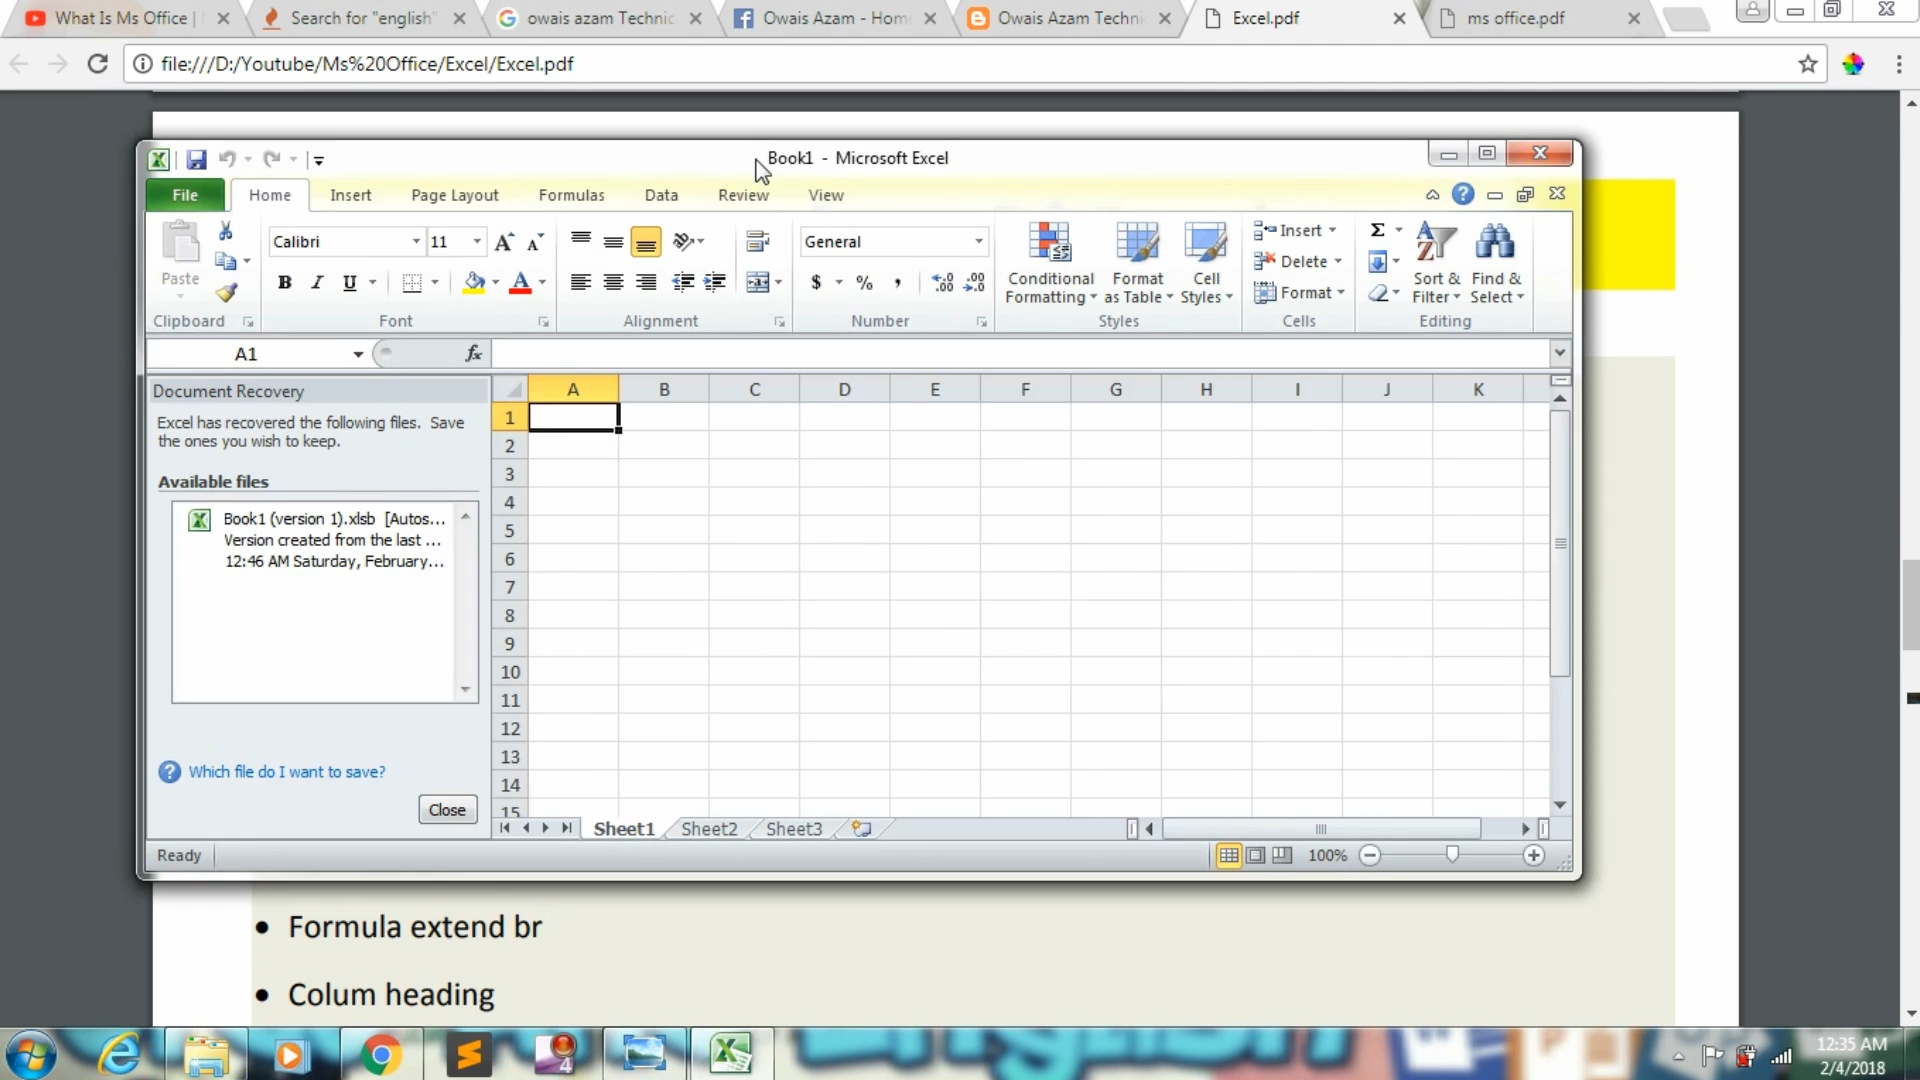 What Is Ms Office |
Search for "english"
owais azam Technic
Owais Azam - Hom
Owais Azam Techni
Excel.pdf
ms office.pdf
file:///D:/Youtube/Ms%20Office/Excel/Excel.pdf
Book1 - Microsoft Excel
File
Home
Insert
Page Layout
Formulas
Data
Review
View
Paste
Clipboard
Calibri
11
B I U
Font
Alignment
General
$ % ,
Number
Conditional
Formatting
Format
as Table
Cell
Styles
Styles
Insert
Delete
Format
Cells
Σ
Sort &
Filter
Find &
Select
Editing
A1
fx
Document Recovery
Excel has recovered the following files. Save
the ones you wish to keep.
Available files
Book1 (version 1).xlsb [Autos...
Version created from the last ...
12:46 AM Saturday, February...
Which file do I want to save?
Close
A B C D E F G H I J K
1
2
3
4
5
6
7
8
9
10
11
12
13
14
15
Sheet1
Sheet2
Sheet3
Ready
100%
• Formula extend br
• Colum heading
12:35 AM
2/4/2018